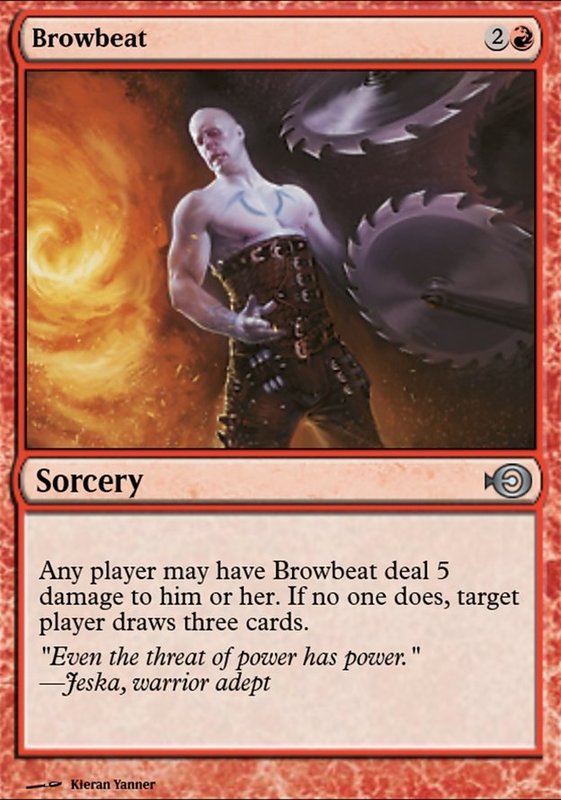 Browbeat 2
Sorcery
Any player may have Browbeat deal 5
damage to him or her. If no one does, target
player draws three cards.
"Even the threat of power has power."
—Jeska, warrior adept
Kieran Yanner